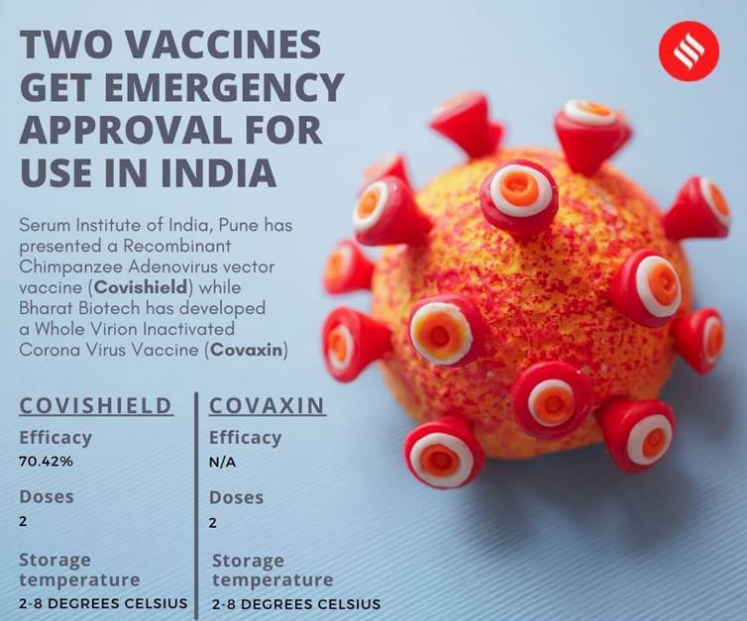 TWO VACCINES
GET EMERGENCY
APPROVAL FOR
USE IN INDIA
Serum Institute of India, Pune has
presented a Recombinant
Chimpanzee Adenovirus vector
vaccine (Covishield) while
Bharat Biotech has developed
a Whole Virion Inactivated
Corona Virus Vaccine (Covaxin)
COVISHIELD
Efficacy
70.42%
Doses
2
Storage
temperature
2-8 DEGREES CELSIUS
COVAXIN
Efficacy
N/A
Doses
2
Storage
temperature
2-8 DEGREES CELSIUS